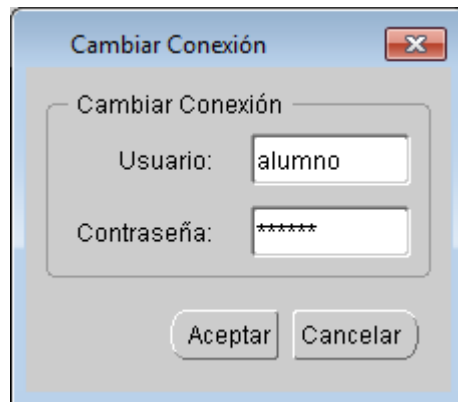 Cambiar Conexión
Cambiar Conexión
Usuario: alumno
Contraseña: ******
Aceptar Cancelar